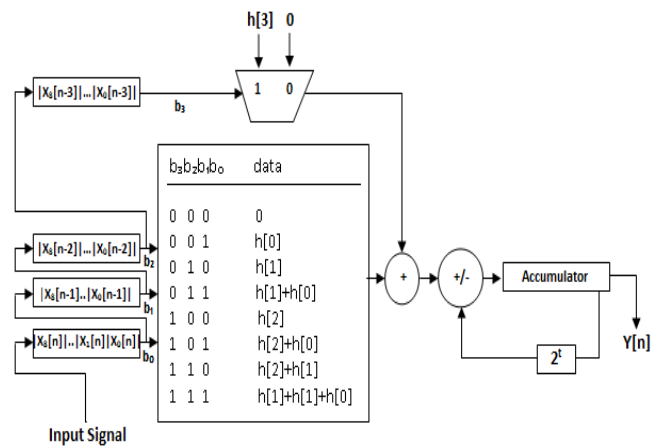 h[3] 0
1 0
|X₈[n-3]|...|X₀[n-3]|
b₃
b₃b₂b₁b₀ data
0 0 0 0
0 0 1 h[0]
0 1 0 h[1]
0 1 1 h[1]+h[0]
1 0 0 h[2]
1 0 1 h[2]+h[0]
1 1 0 h[2]+h[1]
1 1 1 h[1]+h[1]+h[0]
|X₈[n-2]|...|X₀[n-2]|
b₂
|X₈[n-1]..|X₀[n-1]|
b₁
|X₈[n]|..|X₁[n]|X₀[n]|
b₀
Input Signal
+
+/-
Accumulator
2ᵗ
Y[n]